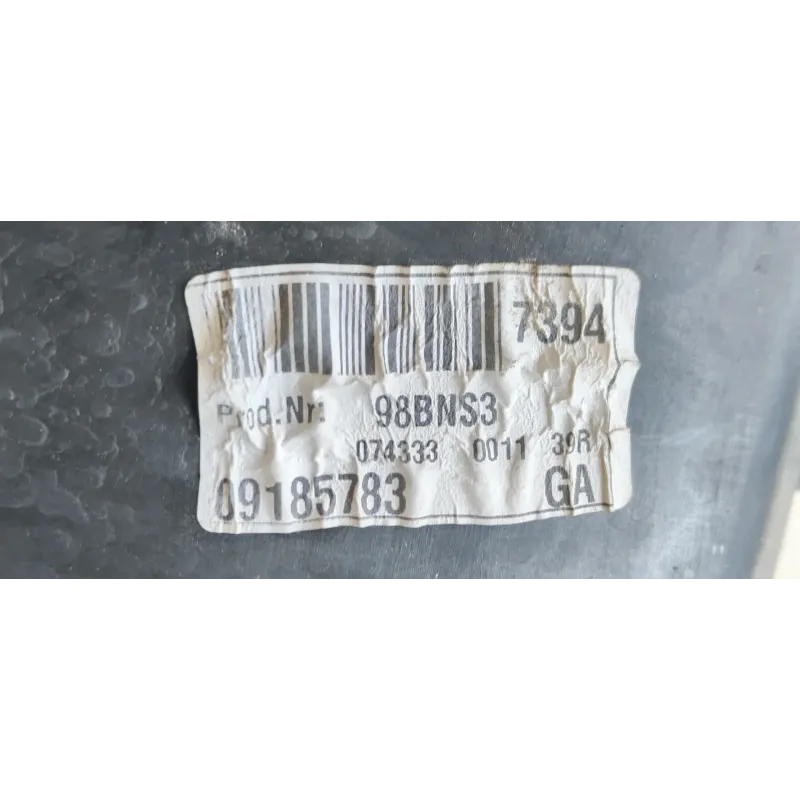 7394
Prod.Nr: 98BNS3
074333 0011 39R
09185783 GA